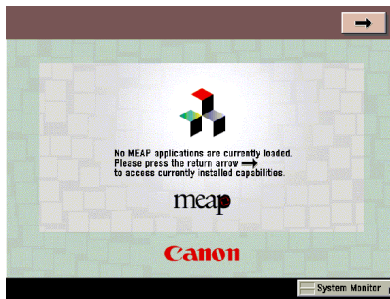 No MEAP applications are currently loaded.
Please press the return arrow →
to access currently installed capabilities.
meap
Canon
System Monitor